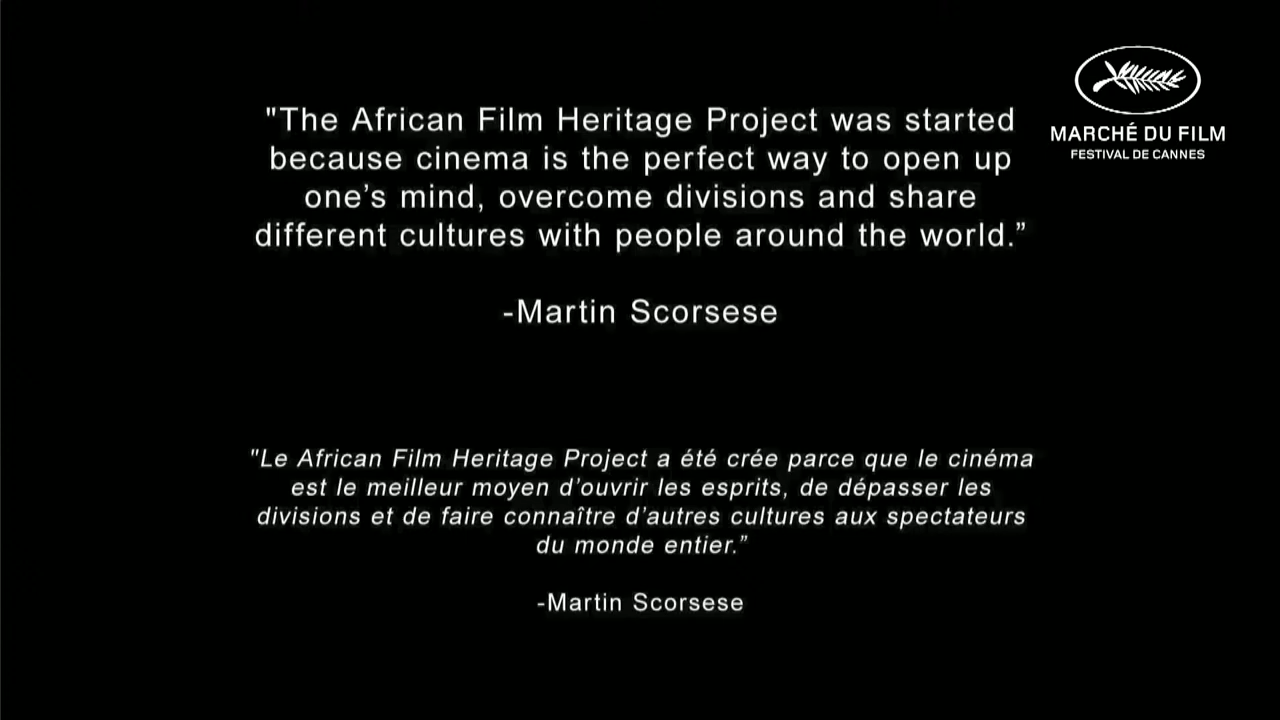 "The African Film Heritage Project was started
because cinema is the perfect way to open up
one’s mind, overcome divisions and share
different cultures with people around the world.”
-Martin Scorsese
MARCHÉ DU FILM
FESTIVAL DE CANNES
"Le African Film Heritage Project a été crée parce que le cinéma
est le meilleur moyen d’ouvrir les esprits, de dépasser les
divisions et de faire connaître d’autres cultures aux spectateurs
du monde entier.”
-Martin Scorsese